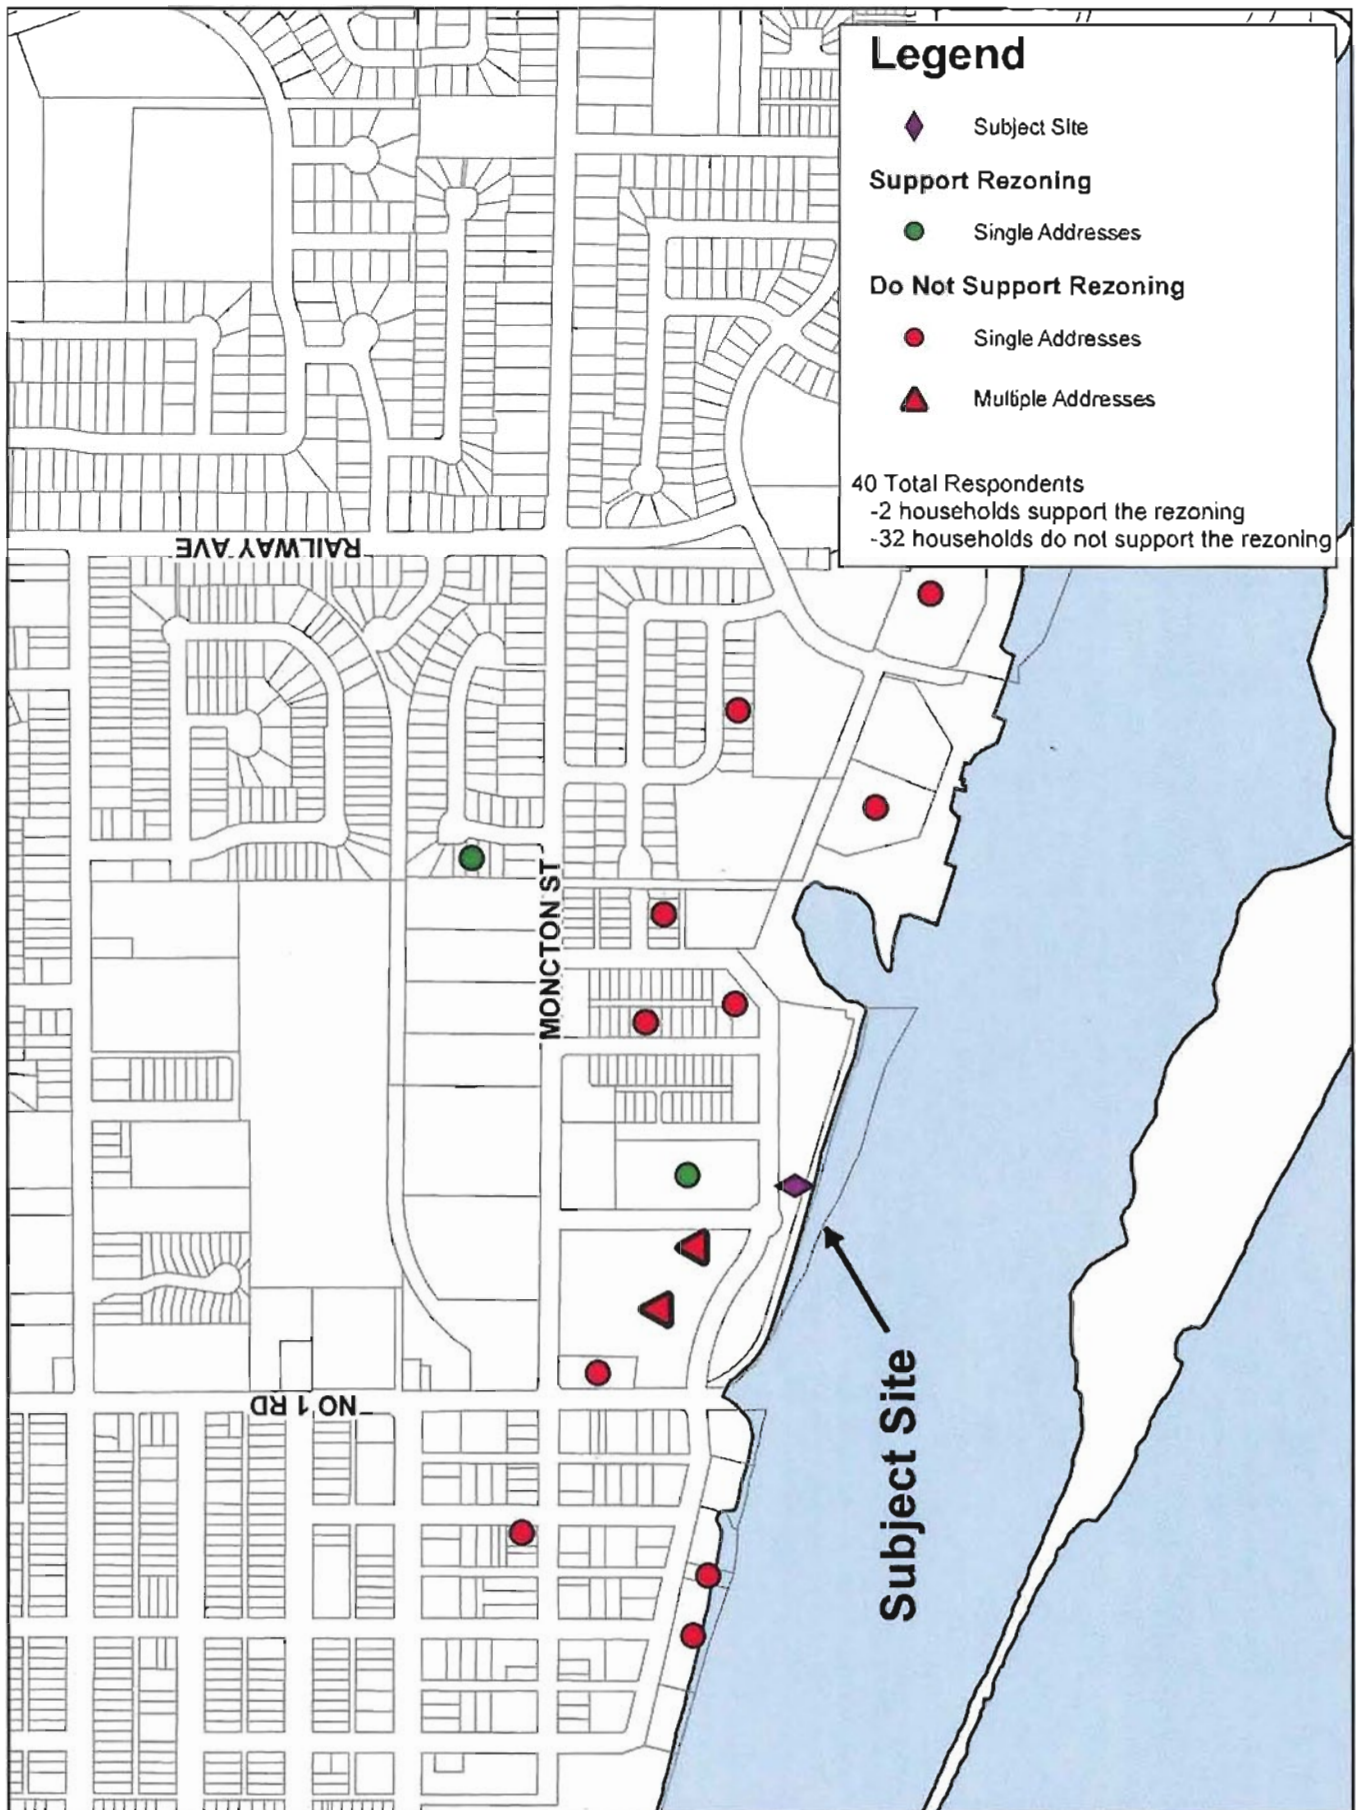 Legend
Subject Site
Support Rezoning
Single Addresses
Do Not Support Rezoning
Single Addresses
Multiple Addresses
40 Total Respondents
-2 households support the rezoning
-32 households do not support the rezoning
RAILWAY AVE
MONCTON ST
NO 1 RD
Subject Site